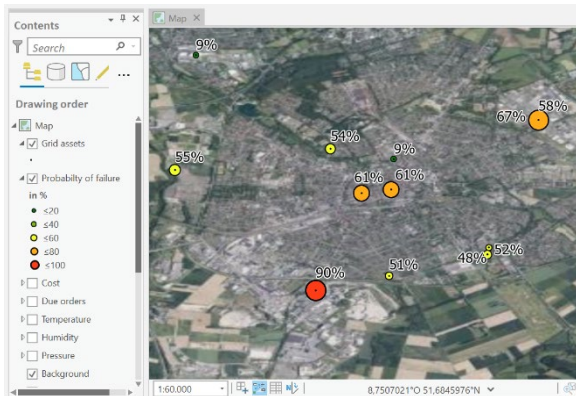 Contents
Search
Drawing order
Map
Grid assets
Probabilty of failure
in %
≤20
≤40
≤60
≤80
≤100
Cost
Due orders
Temperature
Humidity
Pressure
Background
Map
9%
58%
67%
54%
9%
55%
61%
61%
52%
48%
51%
90%
1:60.000
8,7507021°O 51,6845976°N